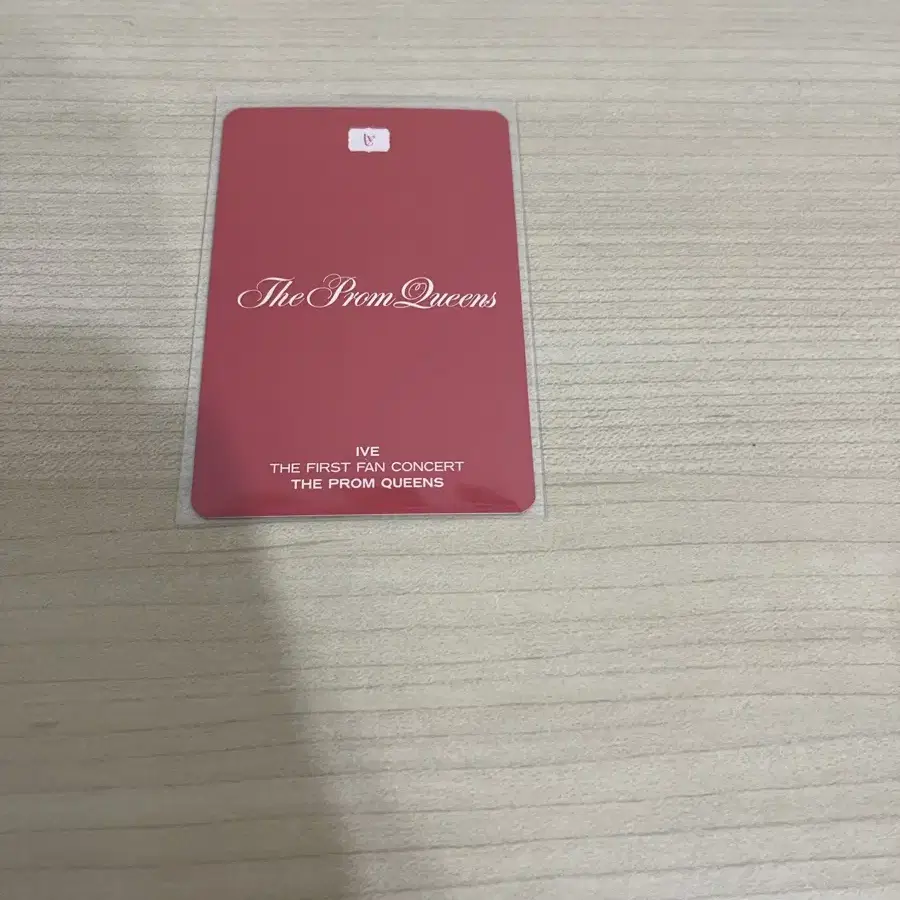 The Prom Queens
IVE
THE FIRST FAN CONCERT
THE PROM QUEENS